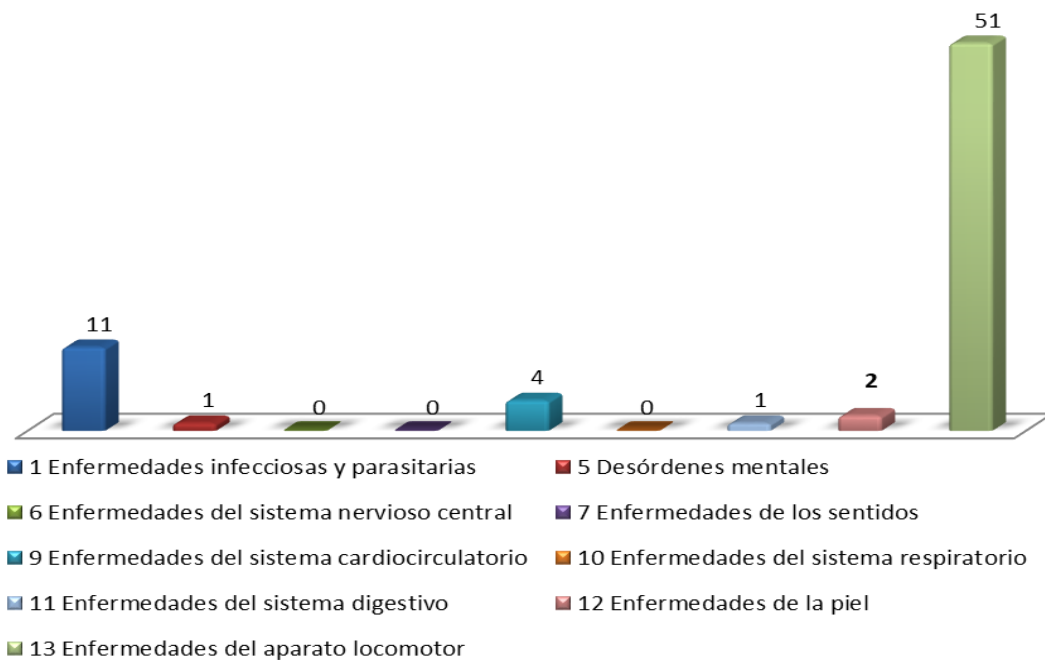 51
11
1
0
0
4
0
1
2
1 Enfermedades infecciosas y parasitarias
5 Desórdenes mentales
6 Enfermedades del sistema nervioso central
7 Enfermedades de los sentidos
9 Enfermedades del sistema cardiocirculatorio
10 Enfermedades del sistema respiratorio
11 Enfermedades del sistema digestivo
12 Enfermedades de la piel
13 Enfermedades del aparato locomotor